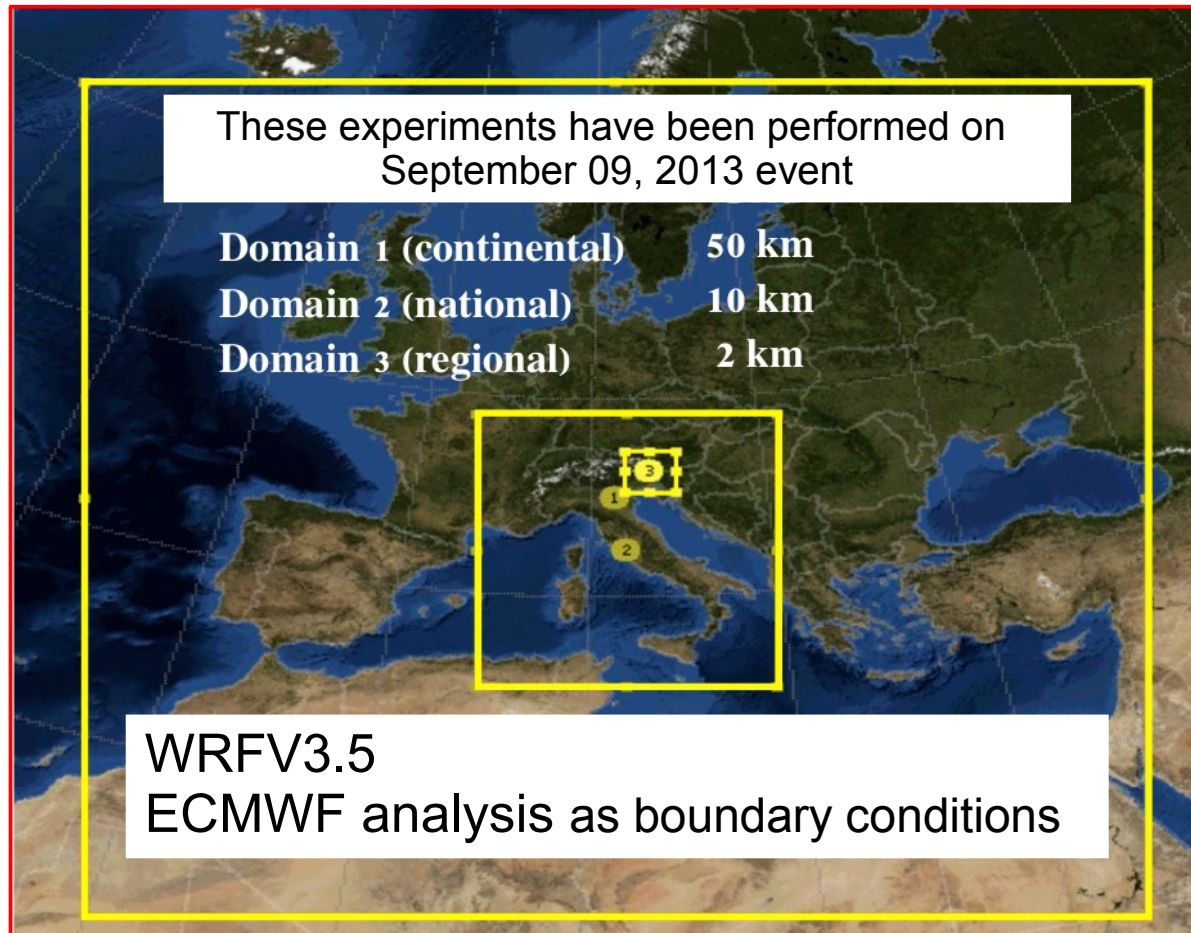 These experiments have been performed on
September 09, 2013 event
Domain 1 (continental) 50 km
Domain 2 (national) 10 km
Domain 3 (regional) 2 km
3
1
2
WRFV3.5
ECMWF analysis as boundary conditions